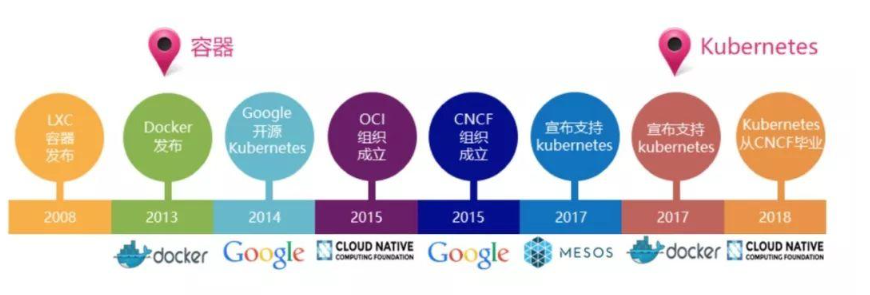 容器
Kubernetes
LXC
容器
发布
Docker
发布
Google
开源
Kubernetes
OCI
组织
成立
CNCF
组织
成立
宣布支持
kubernetes
宣布支持
kubernetes
Kubernetes
从CNCF毕业
2008
2013
2014
2015
2015
2017
2017
2018
docker
Google
CLOUD NATIVE
COMPUTING FOUNDATION
Google
MESOS
docker
CLOUD NATIVE
COMPUTING FOUNDATION